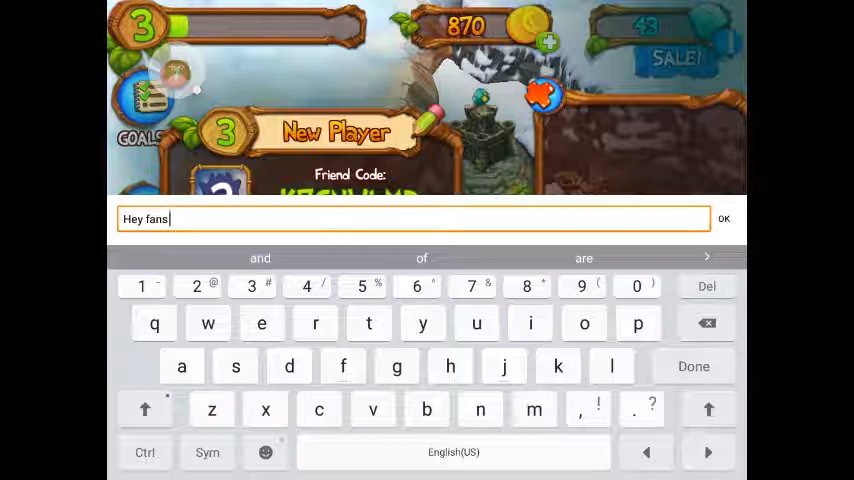 3 870 43
SALE!
GOALS
3 New Player
Friend Code:
Hey fans OK
and of are >
1 - 2 @ 3 # 4 / 5 % 6 ^ 7 & 8 * 9 ( 0 ) Del
q w e r t y u i o p
a s d f g h j k l Done
z x c v b n m , ! . ?
Ctrl Sym English(US)